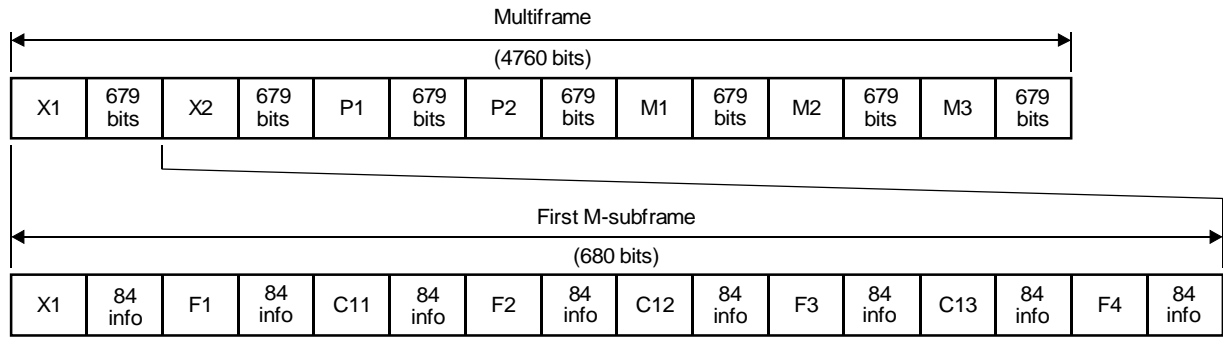 Multiframe
(4760 bits)
X1 679 bits X2 679 bits P1 679 bits P2 679 bits M1 679 bits M2 679 bits M3 679 bits
First M-subframe
(680 bits)
X1 84 info F1 84 info C11 84 info F2 84 info C12 84 info F3 84 info C13 84 info F4 84 info